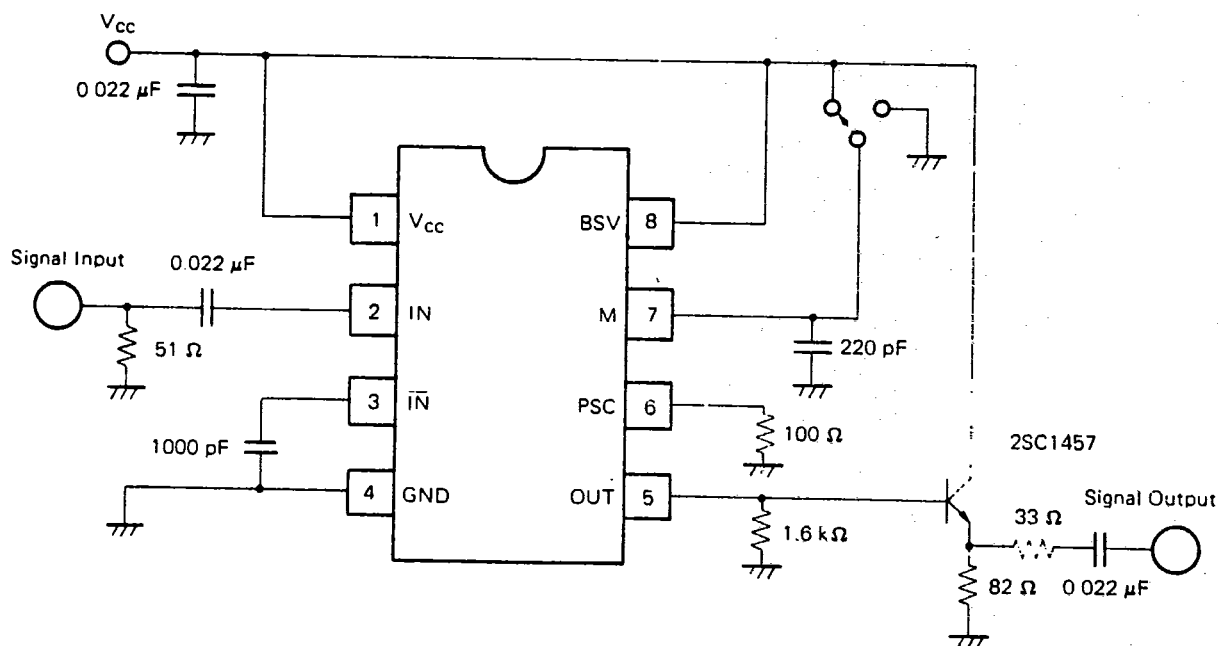 Vcc
0.022 µF
1 Vcc
BSV 8
Signal Input
0.022 µF
2 IN
M 7
51 Ω
220 pF
3 I̅N̅
PSC 6
1000 pF
100 Ω
2SC1457
4 GND
OUT 5
Signal Output
1.6 kΩ
33 Ω
82 Ω
0 022 µF